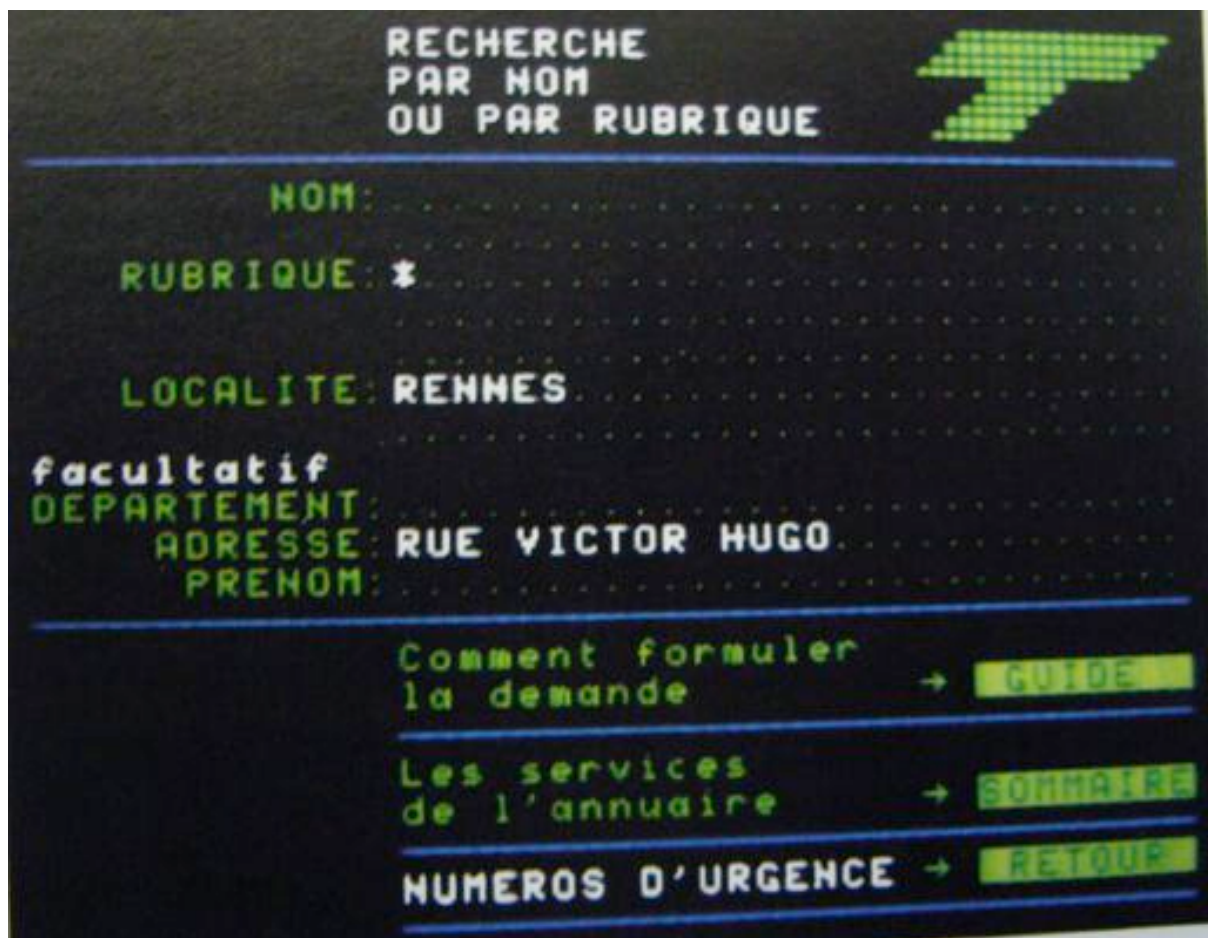 RECHERCHE
PAR NOM
OU PAR RUBRIQUE
NOM:
RUBRIQUE: *
LOCALITE: RENNES
facultatif
DEPARTEMENT:
ADRESSE: RUE VICTOR HUGO
PRENOM:
Comment formuler
la demande → GUIDE
Les services
de l'annuaire → SOMMAIRE
NUMEROS D'URGENCE → RETOUR